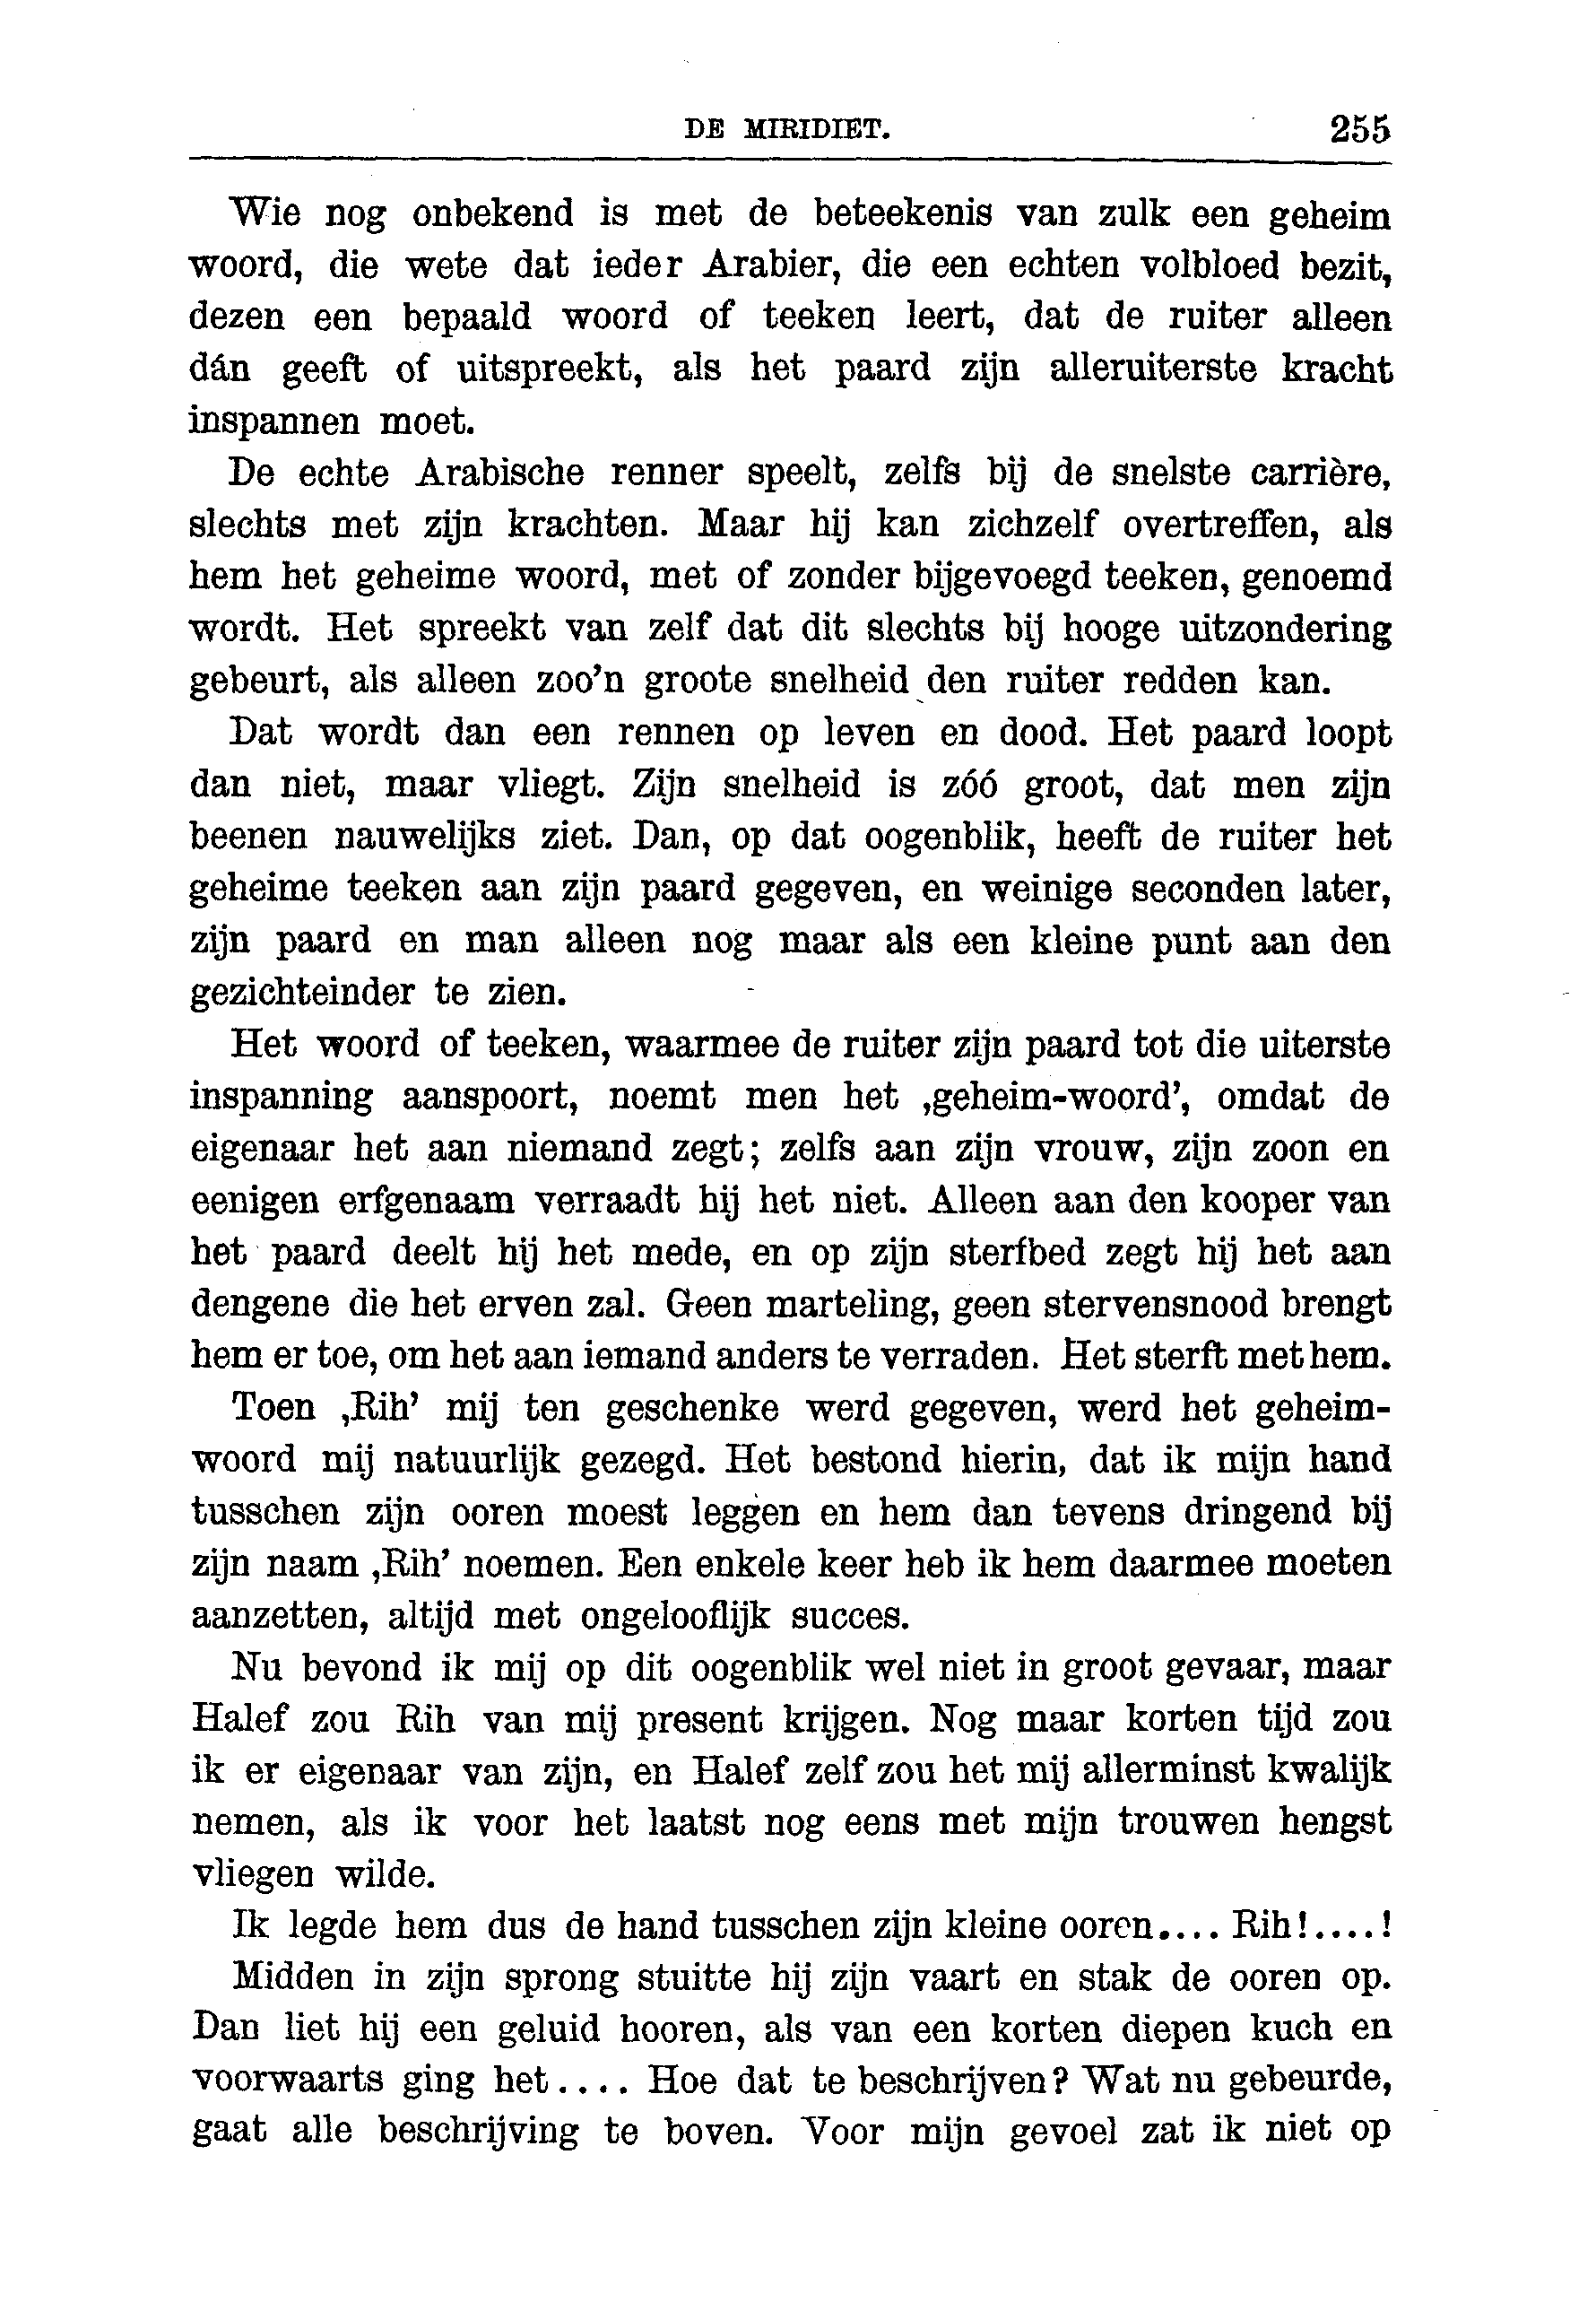 DE MIRIDIET. 255
Wie nog onbekend is met de beteekenis van zulk een geheim
woord, die wete dat ieder Arabier, die een echten volbloed bezit,
dezen een bepaald woord of teeken leert, dat de ruiter alleen
dán geeft of uitspreekt, als het paard zijn alleruiterste kracht
inspannen moet.
De echte Arabische renner speelt, zelfs bij de snelste carrière,
slechts met zijn krachten. Maar hij kan zichzelf overtreffen, als
hem het geheime woord, met of zonder bijgevoegd teeken, genoemd
wordt. Het spreekt van zelf dat dit slechts bij hooge uitzondering
gebeurt, als alleen zoo'n groote snelheid den ruiter redden kan.
Dat wordt dan een rennen op leven en dood. Het paard loopt
dan niet, maar vliegt. Zijn snelheid is zóó groot, dat men zijn
beenen nauwelijks ziet. Dan, op dat oogenblik, heeft de ruiter het
geheime teeken aan zijn paard gegeven, en weinige seconden later,
zijn paard en man alleen nog maar als een kleine punt aan den
gezichteinder te zien.
Het woord of teeken, waarmee de ruiter zijn paard tot die uiterste
inspanning aanspoort, noemt men het ‚geheim-woord’, omdat de
eigenaar het aan niemand zegt; zelfs aan zijn vrouw, zijn zoon en
eenigen erfgenaam verraadt hij het niet. Alleen aan den kooper van
het paard deelt hij het mede, en op zijn sterfbed zegt hij het aan
dengene die het erven zal. Geen marteling, geen stervensnood brengt
hem er toe, om het aan iemand anders te verraden. Het sterft met hem.
Toen ‚Rih’ mij ten geschenke werd gegeven, werd het geheim-
woord mij natuurlijk gezegd. Het bestond hierin, dat ik mijn hand
tusschen zijn ooren moest leggen en hem dan tevens dringend bij
zijn naam ‚Rih’ noemen. Een enkele keer heb ik hem daarmee moeten
aanzetten, altijd met ongelooflijk succes.
Nu bevond ik mij op dit oogenblik wel niet in groot gevaar, maar
Halef zou Rih van mij present krijgen. Nog maar korten tijd zou
ik er eigenaar van zijn, en Halef zelf zou het mij allerminst kwalijk
nemen, als ik voor het laatst nog eens met mijn trouwen hengst
vliegen wilde.
Ik legde hem dus de hand tusschen zijn kleine ooren.... Rih!....!
Midden in zijn sprong stuitte hij zijn vaart en stak de ooren op.
Dan liet hij een geluid hooren, als van een korten diepen kuch en
voorwaarts ging het.... Hoe dat te beschrijven? Wat nu gebeurde,
gaat alle beschrijving te boven. Voor mijn gevoel zat ik niet op